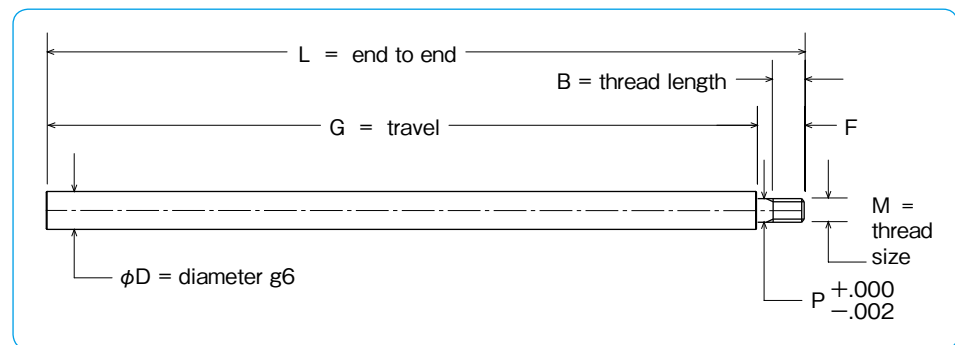 L = end to end
B = thread length
G = travel
F
M =
thread
size
ϕD = diameter g6
P +.000
−.002